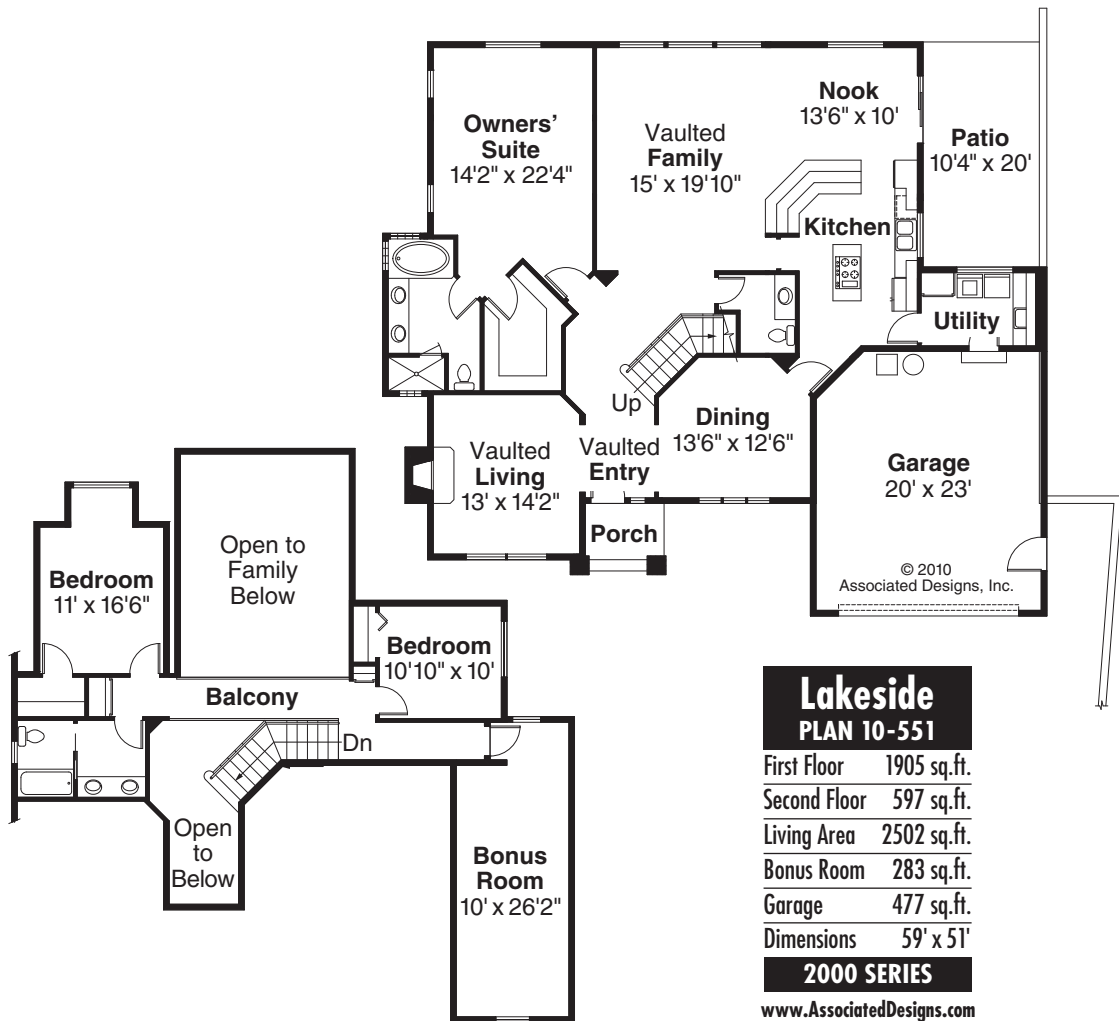 Owners'
Suite
14'2" x 22'4"
Vaulted
Family
15' x 19'10"
Nook
13'6" x 10'
Patio
10'4" x 20'
Kitchen
Utility
Up
Dining
13'6" x 12'6"
Vaulted
Living
13' x 14'2"
Vaulted
Entry
Porch
Garage
20' x 23'
© 2010
Associated Designs, Inc.
Bedroom
11' x 16'6"
Open to
Family
Below
Bedroom
10'10" x 10'
Balcony
Dn
Open
to
Below
Bonus
Room
10' x 26'2"
Lakeside
PLAN 10-551
First Floor 1905 sq.ft.
Second Floor 597 sq.ft.
Living Area 2502 sq.ft.
Bonus Room 283 sq.ft.
Garage 477 sq.ft.
Dimensions 59' x 51'
2000 SERIES
www.AssociatedDesigns.com